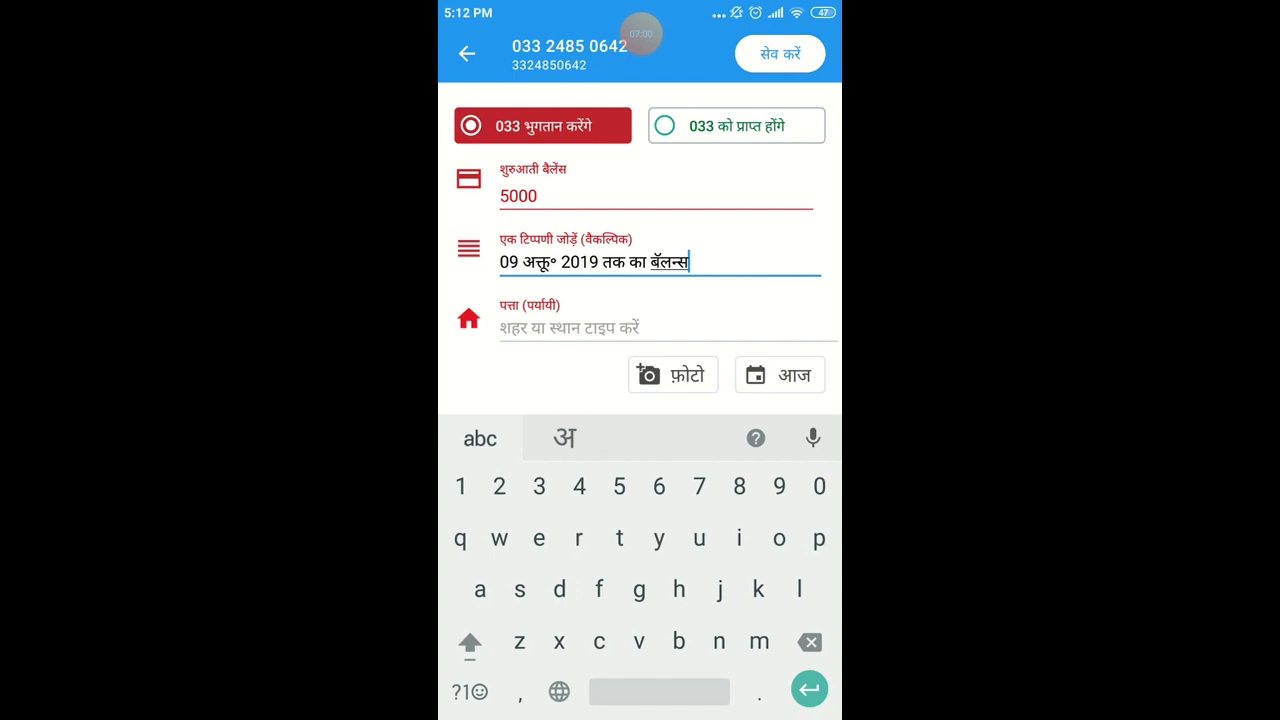 5:12 PM
47
07:00
033 2485 0642
3324850642
सेव करें
033 भुगतान करेंगे
033 को प्राप्त होंगे
शुरुआती बैलेंस
5000
एक टिप्पणी जोड़ें (वैकल्पिक)
09 अक्तू॰ 2019 तक का बॅलन्स
पत्ता (पर्यायी)
शहर या स्थान टाइप करें
फ़ोटो
आज
abc
अ
1 2 3 4 5 6 7 8 9 0
q w e r t y u i o p
a s d f g h j k l
z x c v b n m
?1 , .